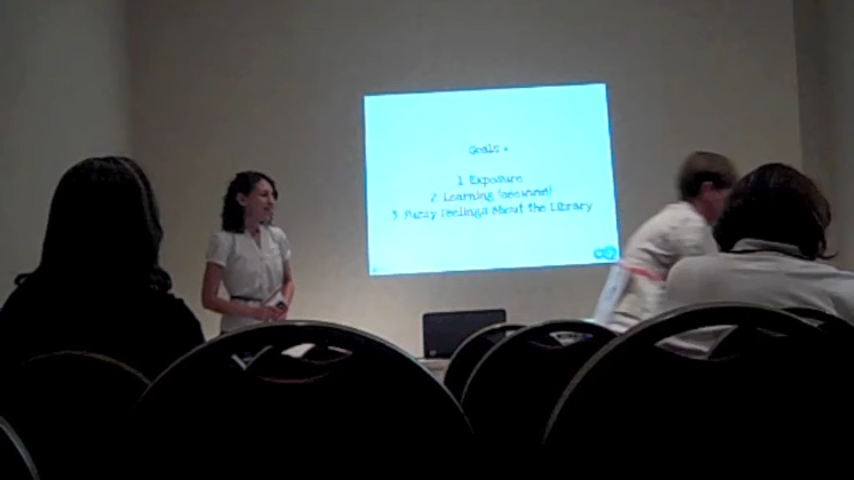 Goals:
1. Exposure
2. Learning
3. Fuzzy Feelings About the Library